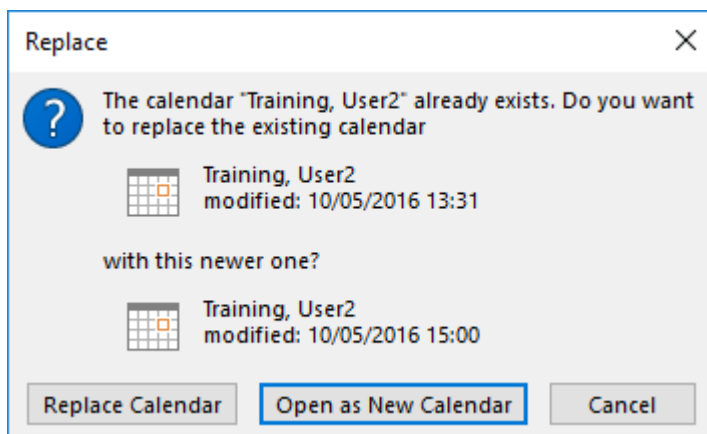 Replace
The calendar "Training, User2" already exists. Do you want
to replace the existing calendar
Training, User2
modified: 10/05/2016 13:31
with this newer one?
Training, User2
modified: 10/05/2016 15:00
Replace Calendar Open as New Calendar Cancel